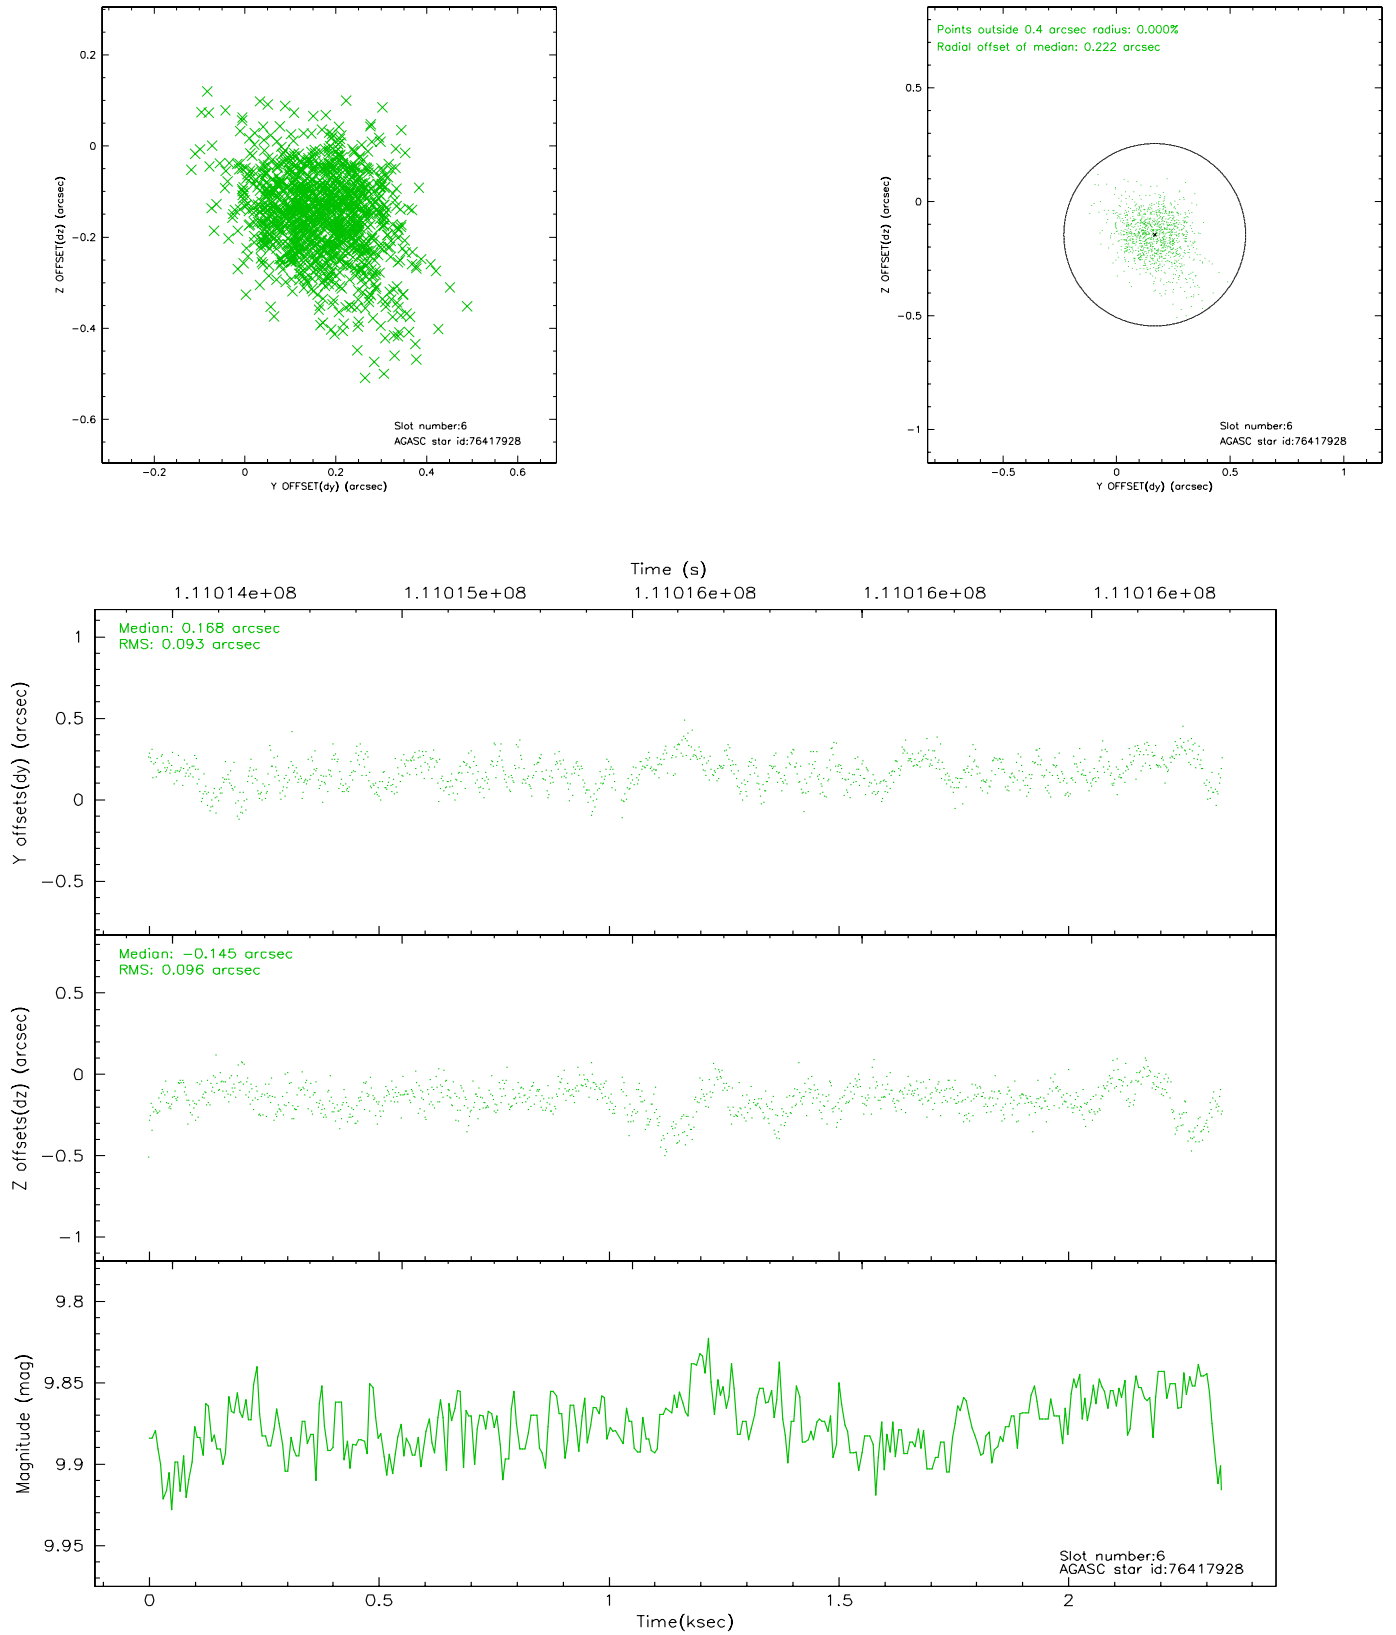 0.2
0
−0.2
−0.4
−0.6
Z OFFSET(dz) (arcsec)
Slot number:6
AGASC star id:76417928
−0.2 0 0.2 0.4 0.6
Y OFFSET(dy) (arcsec)
Points outside 0.4 arcsec radius: 0.000%
Radial offset of median: 0.222 arcsec
0.5
0
−0.5
−1
Z OFFSET(dz) (arcsec)
Slot number:6
AGASC star id:76417928
−0.5 0 0.5 1
Y OFFSET(dy) (arcsec)
Time (s)
1.11014e+08 1.11015e+08 1.11016e+08 1.11016e+08 1.11016e+08
Median: 0.168 arcsec
RMS: 0.093 arcsec
1
0.5
0
−0.5
Y offsets(dy) (arcsec)
Median: −0.145 arcsec
RMS: 0.096 arcsec
0.5
0
−0.5
−1
Z offsets(dz) (arcsec)
9.8
9.85
9.9
9.95
Magnitude (mag)
Slot number:6
AGASC star id:76417928
0 0.5 1 1.5 2
Time(ksec)